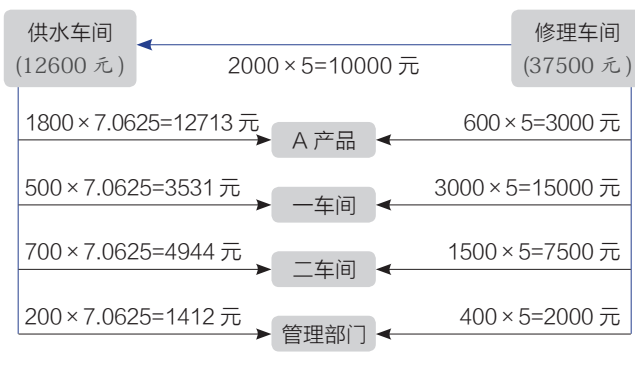 供水车间
(12600 元)
修理车间
(37500 元)
2000×5=10000 元
1800×7.0625=12713 元
A 产品
600×5=3000 元
500×7.0625=3531 元
一车间
3000×5=15000 元
700×7.0625=4944 元
二车间
1500×5=7500 元
200×7.0625=1412 元
管理部门
400×5=2000 元